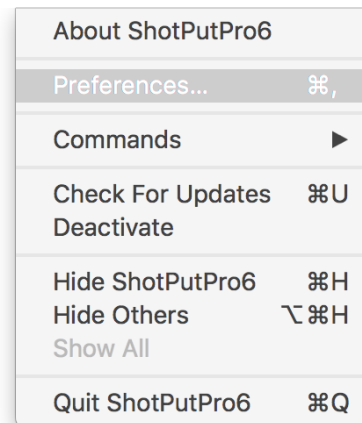 About ShotPutPro6
Preferences... ⌘,
Commands ▶
Check For Updates ⌘U
Deactivate
Hide ShotPutPro6 ⌘H
Hide Others ⌥⌘H
Show All
Quit ShotPutPro6 ⌘Q